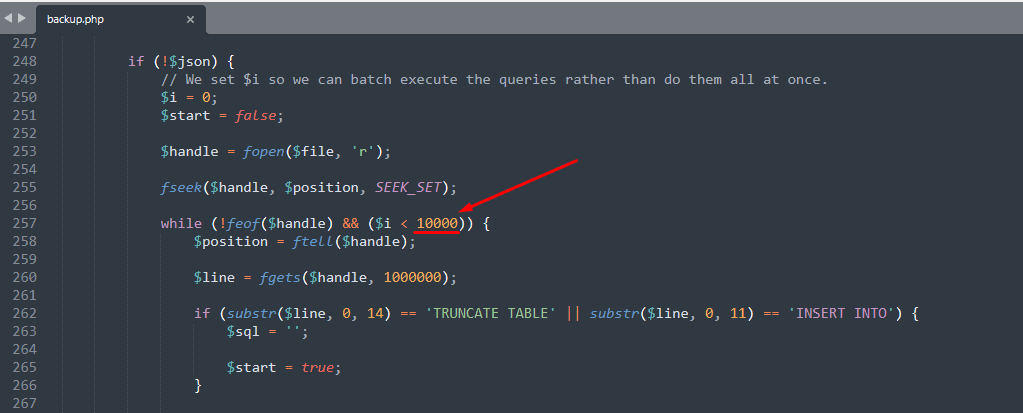 backup.php
247
248 if (!$json) {
249 // We set $i so we can batch execute the queries rather than do them all at once.
250 $i = 0;
251 $start = false;
252
253 $handle = fopen($file, 'r');
254
255 fseek($handle, $position, SEEK_SET);
256
257 while (!feof($handle) && ($i < 10000)) {
258 $position = ftell($handle);
259
260 $line = fgets($handle, 1000000);
261
262 if (substr($line, 0, 14) == 'TRUNCATE TABLE' || substr($line, 0, 11) == 'INSERT INTO') {
263 $sql = '';
264
265 $start = true;
266 }
267